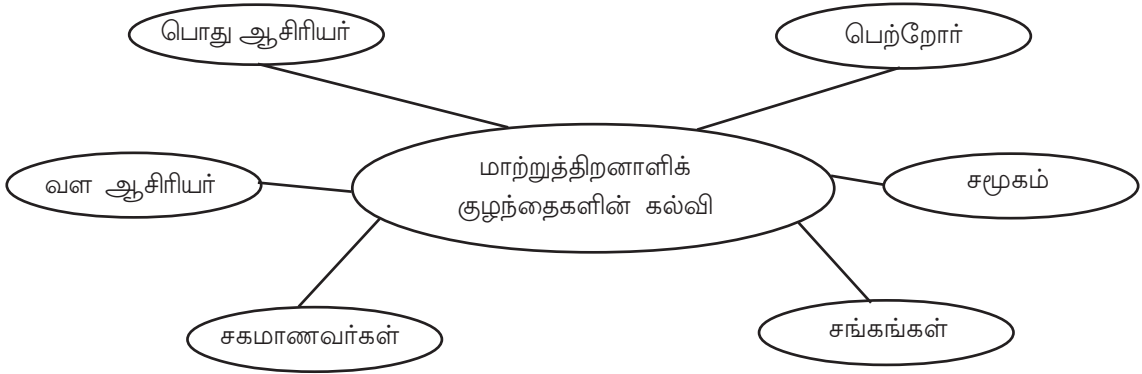 பொது ஆசிரியர்
பெற்றோர்
மாற்றுத்திறனாளிக்
குழந்தைகளின் கல்வி
வள ஆசிரியர்
சமூகம்
சகமாணவர்கள்
சங்கங்கள்